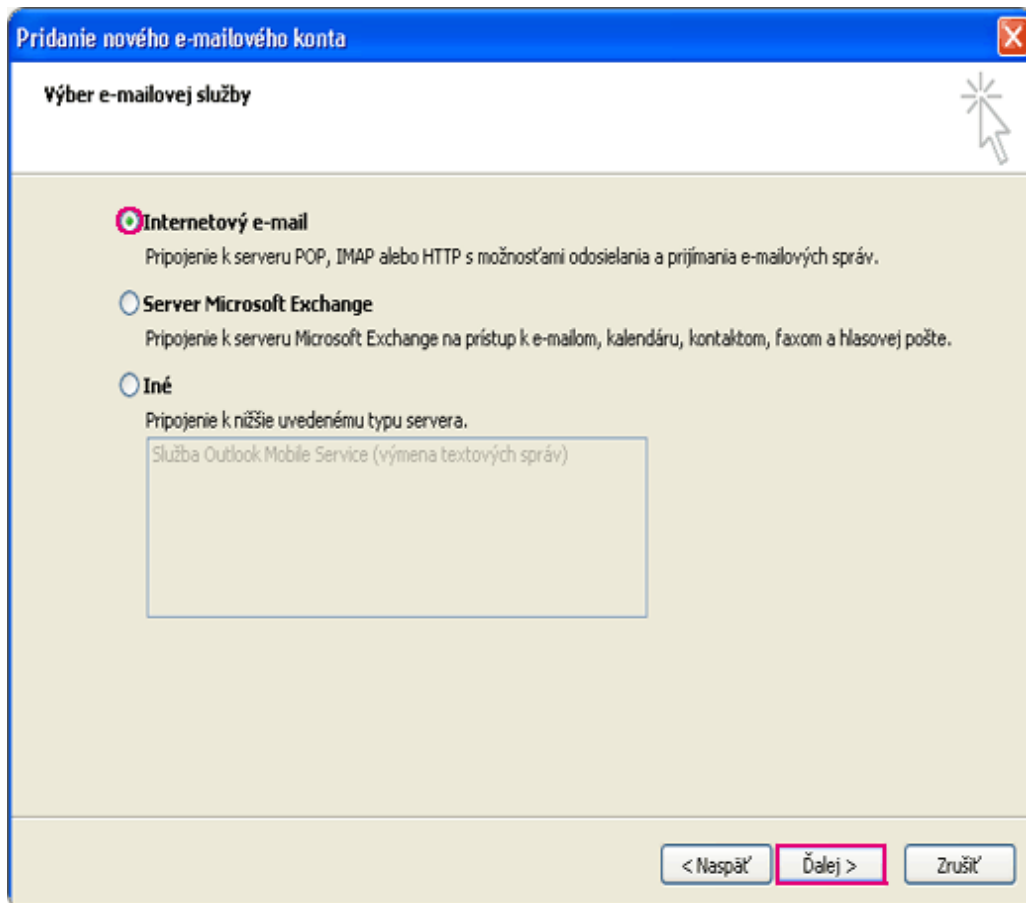 Pridanie nového e-mailového konta
Výber e-mailovej služby
Internetový e-mail
Pripojenie k serveru POP, IMAP alebo HTTP s možnosťami odosielania a prijímania e-mailových správ.
Server Microsoft Exchange
Pripojenie k serveru Microsoft Exchange na prístup k e-mailom, kalendáru, kontaktom, faxom a hlasovej pošte.
Iné
Pripojenie k nižšie uvedenému typu servera.
Služba Outlook Mobile Service (výmena textových správ)
< Naspäť Ďalej > Zrušiť